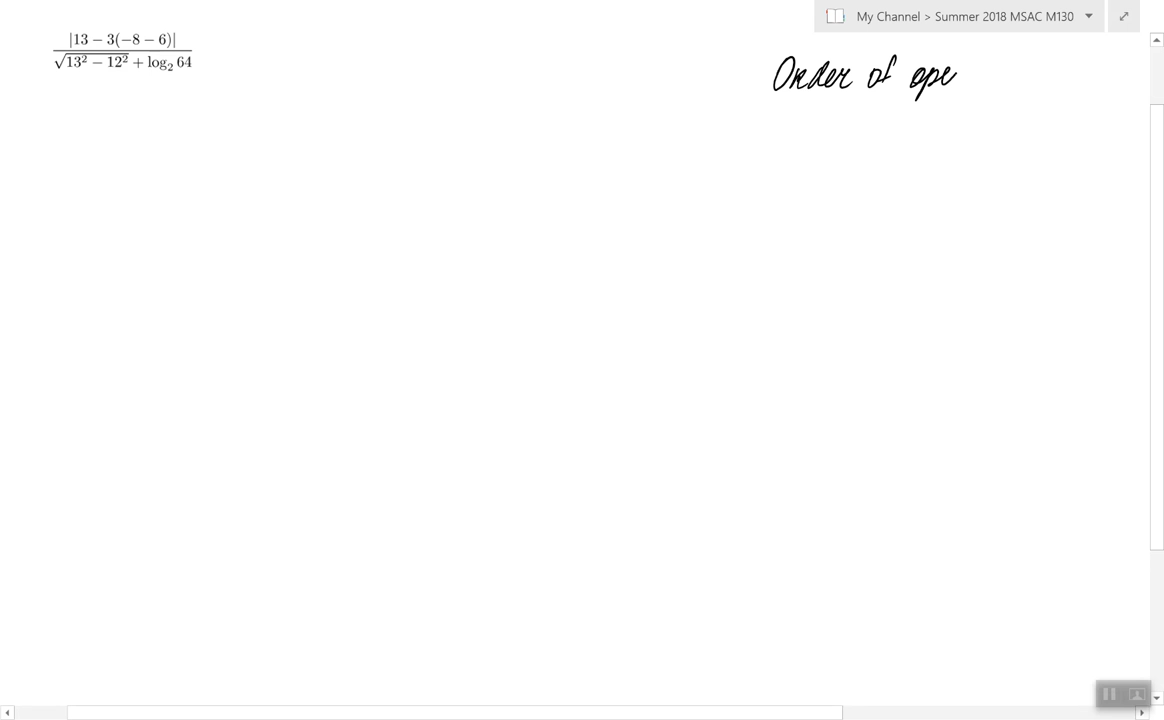 My Channel > Summer 2018 MSAC M130
|13 − 3(−8 − 6)|
√13² − 12² + log₂ 64
Order of ope